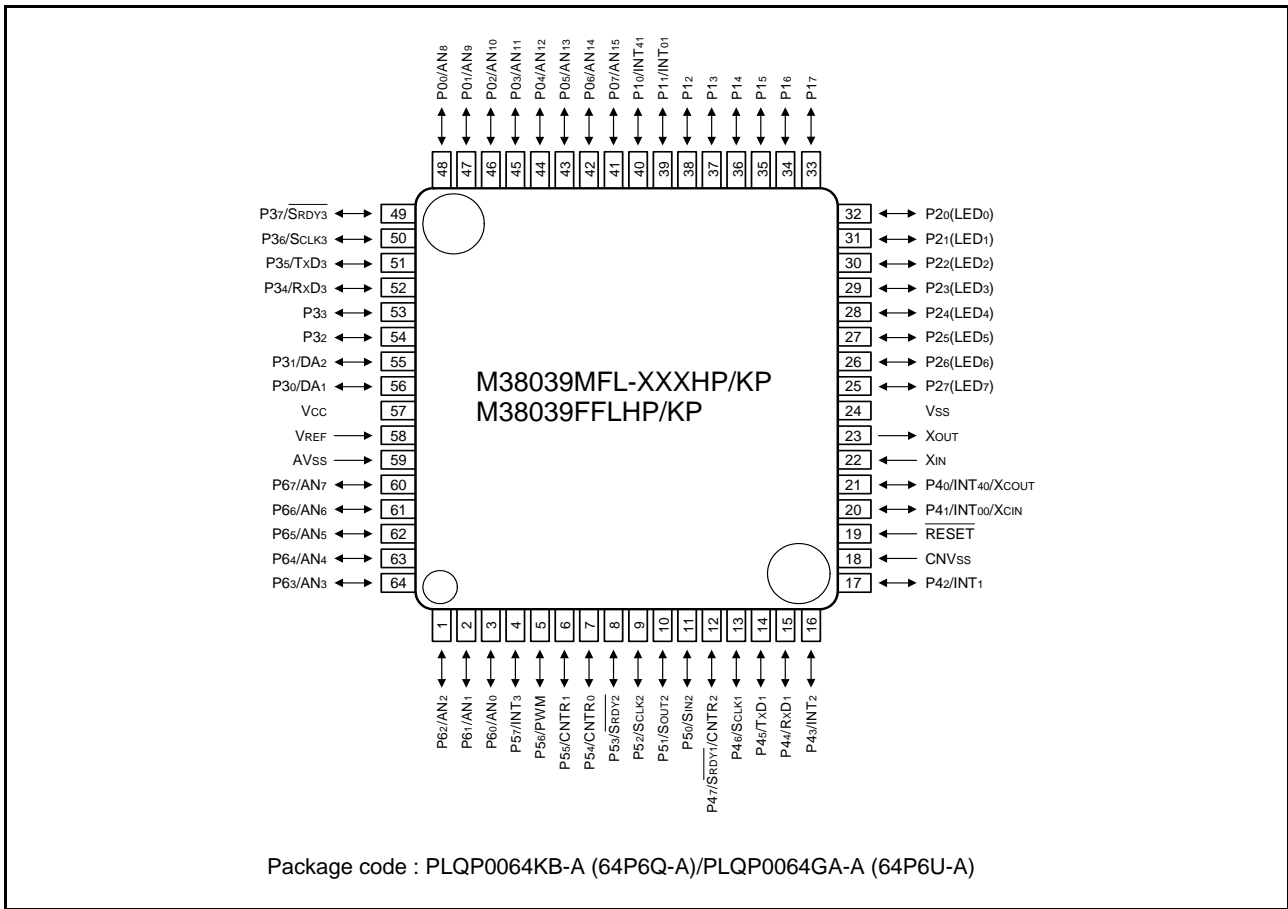 P00/AN8
P01/AN9
P02/AN10
P03/AN11
P04/AN12
P05/AN13
P06/AN14
P07/AN15
P10/INT41
P11/INT01
P12
P13
P14
P15
P16
P17
48
47
46
45
44
43
42
41
40
39
38
37
36
35
34
33
P37/SRDY3 49
P36/SCLK3 50
P35/TXD3 51
P34/RXD3 52
P33 53
P32 54
P31/DA2 55
P30/DA1 56
VCC 57
VREF 58
AVSS 59
P67/AN7 60
P66/AN6 61
P65/AN5 62
P64/AN4 63
P63/AN3 64
M38039MFL-XXXHP/KP
M38039FFLHP/KP
32 P20(LED0)
31 P21(LED1)
30 P22(LED2)
29 P23(LED3)
28 P24(LED4)
27 P25(LED5)
26 P26(LED6)
25 P27(LED7)
24 VSS
23 XOUT
22 XIN
21 P40/INT40/XCOUT
20 P41/INT00/XCIN
19 RESET
18 CNVSS
17 P42/INT1
1
2
3
4
5
6
7
8
9
10
11
12
13
14
15
16
P62/AN2
P61/AN1
P60/AN0
P57/INT3
P56/PWM
P55/CNTR1
P54/CNTR0
P53/SRDY2
P52/SCLK2
P51/SOUT2
P50/SIN2
P47/SRDY1/CNTR2
P46/SCLK1
P45/TXD1
P44/RXD1
P43/INT2
Package code : PLQP0064KB-A (64P6Q-A)/PLQP0064GA-A (64P6U-A)